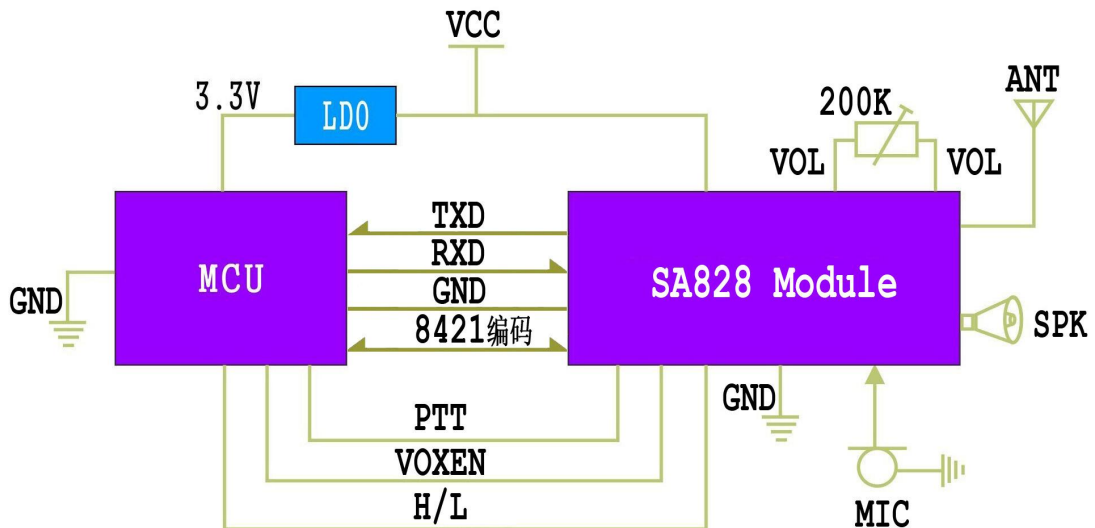 VCC
ANT
3.3V
LDO
200K
VOL
VOL
TXD
RXD
MCU
SA828 Module
GND
GND
8421编码
SPK
GND
PTT
VOXEN
H/L
MIC